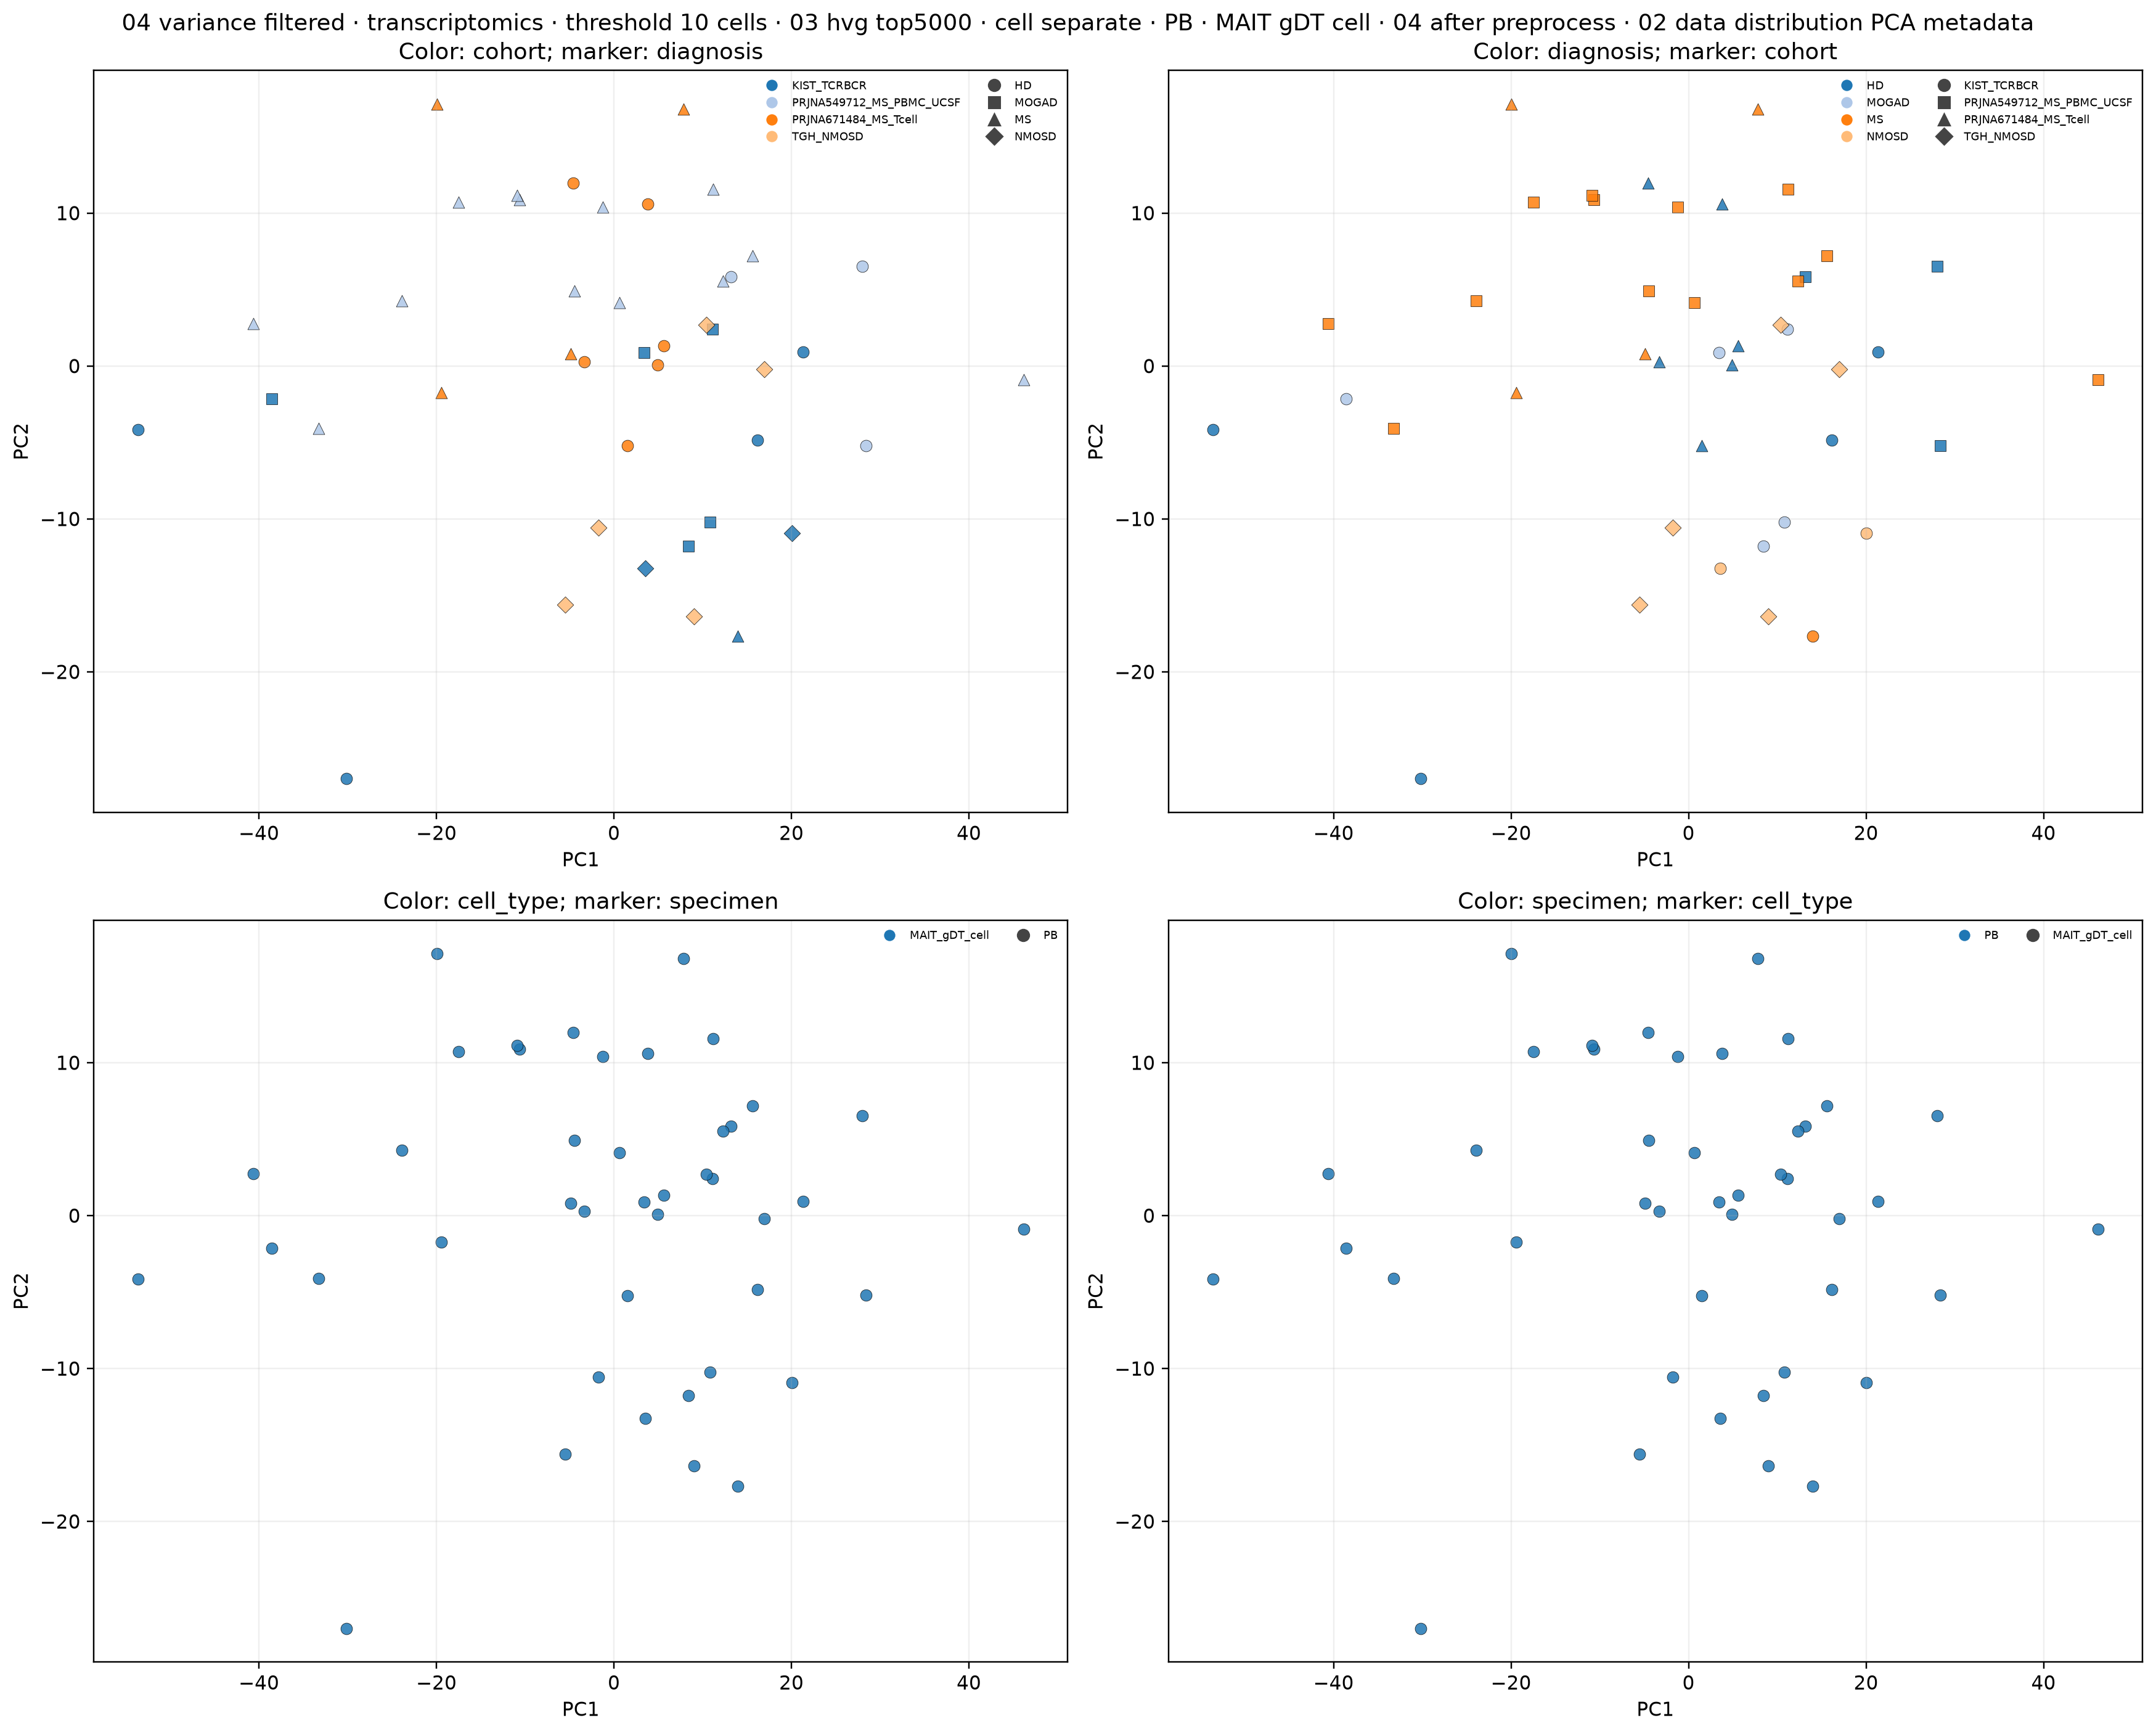 04 variance filtered · transcriptomics · threshold 10 cells · 03 hvg top5000 · cell separate · PB · MAIT gDT cell · 04 after preprocess · 02 data distribution PCA metadata
Color: cohort; marker: diagnosis
KIST_TCRBCR
PRJNA549712_MS_PBMC_UCSF
PRJNA671484_MS_Tcell
TGH_NMOSD
HD
MOGAD
MS
NMOSD
10
0
−10
−20
PC2
−40
−20
0
20
40
PC1
Color: diagnosis; marker: cohort
HD
MOGAD
MS
NMOSD
KIST_TCRBCR
PRJNA549712_MS_PBMC_UCSF
PRJNA671484_MS_Tcell
TGH_NMOSD
10
0
−10
−20
PC2
−40
−20
0
20
40
PC1
Color: cell_type; marker: specimen
MAIT_gDT_cell
PB
10
0
−10
−20
PC2
−40
−20
0
20
40
PC1
Color: specimen; marker: cell_type
PB
MAIT_gDT_cell
10
0
−10
−20
PC2
−40
−20
0
20
40
PC1